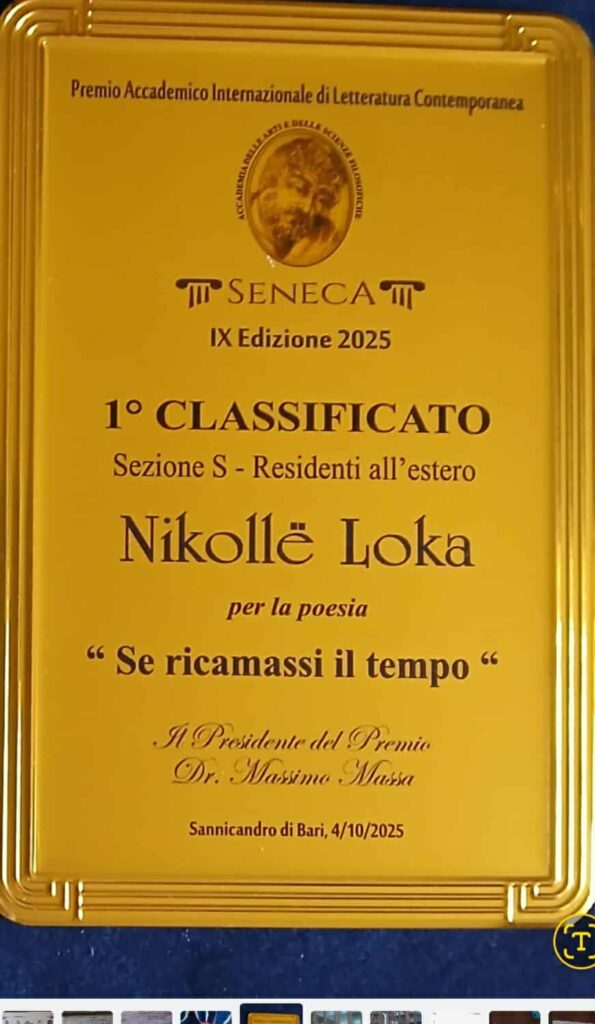 Premio Accademico Internazionale di Letteratura Contemporanea
ACCADEMIA DELLE ARTI E DELLE SCIENZE FILOSOFICHE
SENECA
IX Edizione 2025
1° CLASSIFICATO
Sezione S - Residenti all’estero
Nikollë Loka
per la poesia
“ Se ricamassi il tempo “
Il Presidente del Premio
Dr. Massimo Massa
Sannicandro di Bari, 4/10/2025
T